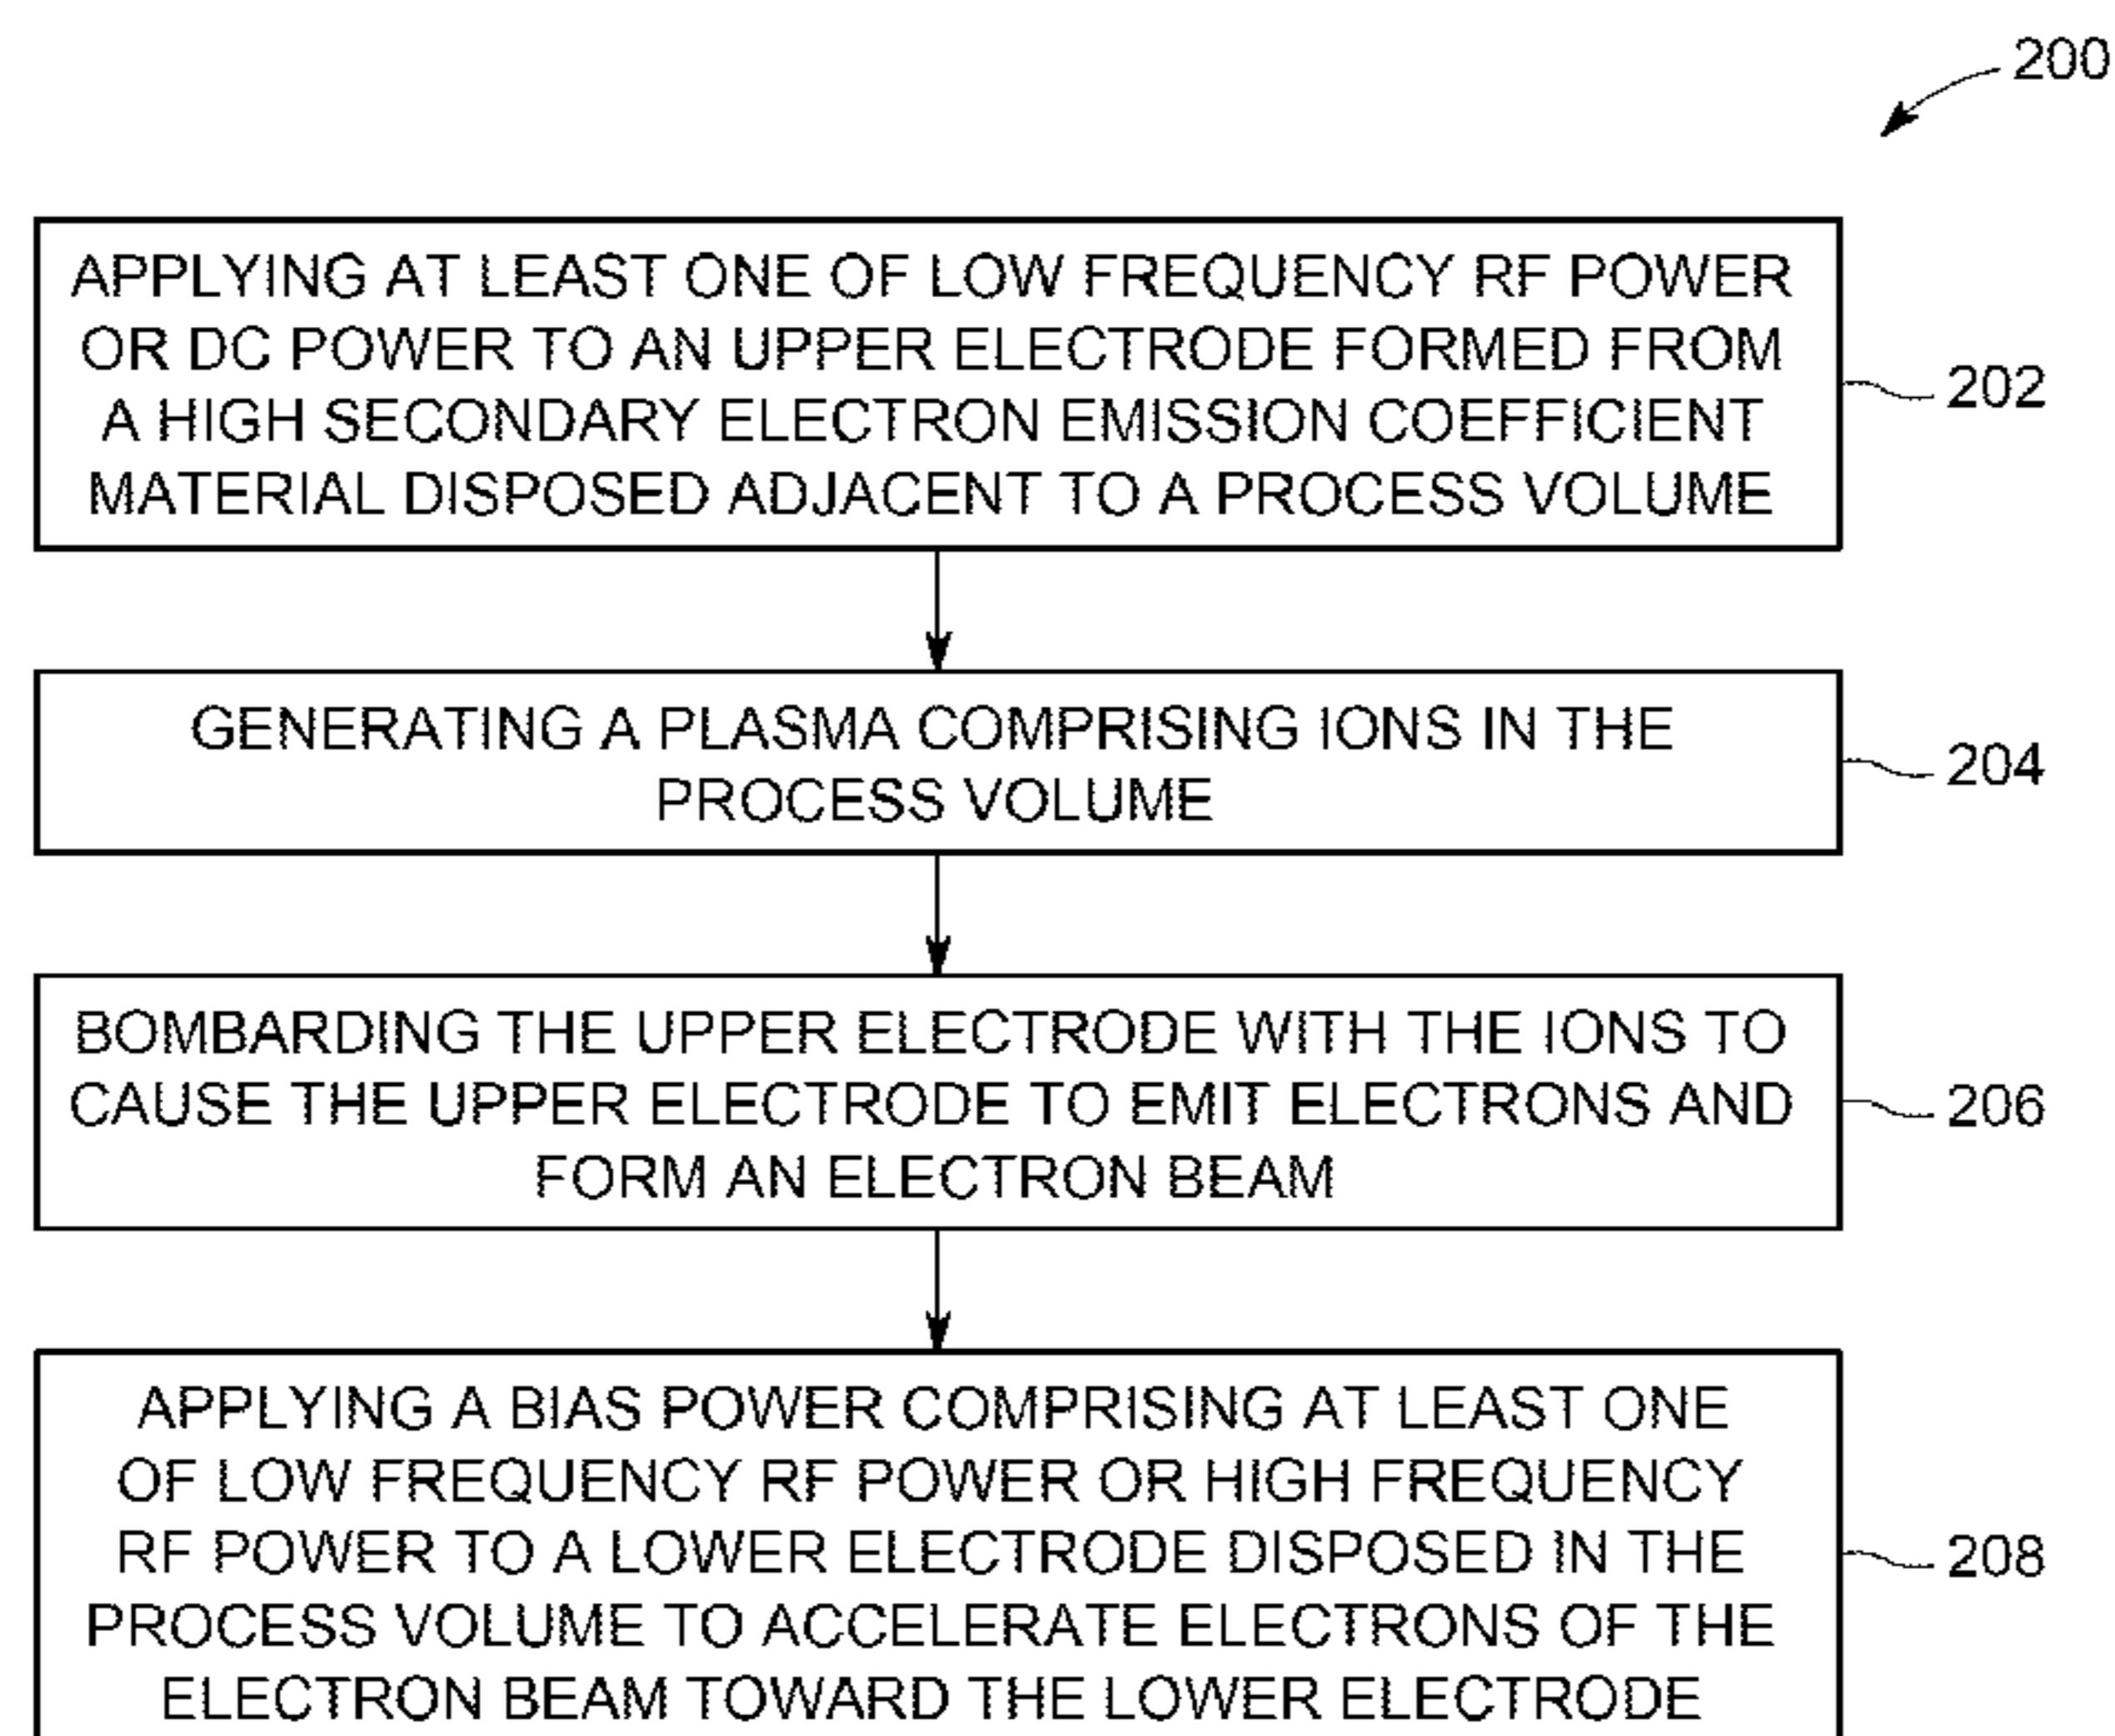 200
APPLYING AT LEAST ONE OF LOW FREQUENCY RF POWER
OR DC POWER TO AN UPPER ELECTRODE FORMED FROM
A HIGH SECONDARY ELECTRON EMISSION COEFFICIENT
MATERIAL DISPOSED ADJACENT TO A PROCESS VOLUME
202
GENERATING A PLASMA COMPRISING IONS IN THE
PROCESS VOLUME
204
BOMBARDING THE UPPER ELECTRODE WITH THE IONS TO
CAUSE THE UPPER ELECTRODE TO EMIT ELECTRONS AND
FORM AN ELECTRON BEAM
206
APPLYING A BIAS POWER COMPRISING AT LEAST ONE
OF LOW FREQUENCY RF POWER OR HIGH FREQUENCY
RF POWER TO A LOWER ELECTRODE DISPOSED IN THE
PROCESS VOLUME TO ACCELERATE ELECTRONS OF THE
ELECTRON BEAM TOWARD THE LOWER ELECTRODE
208